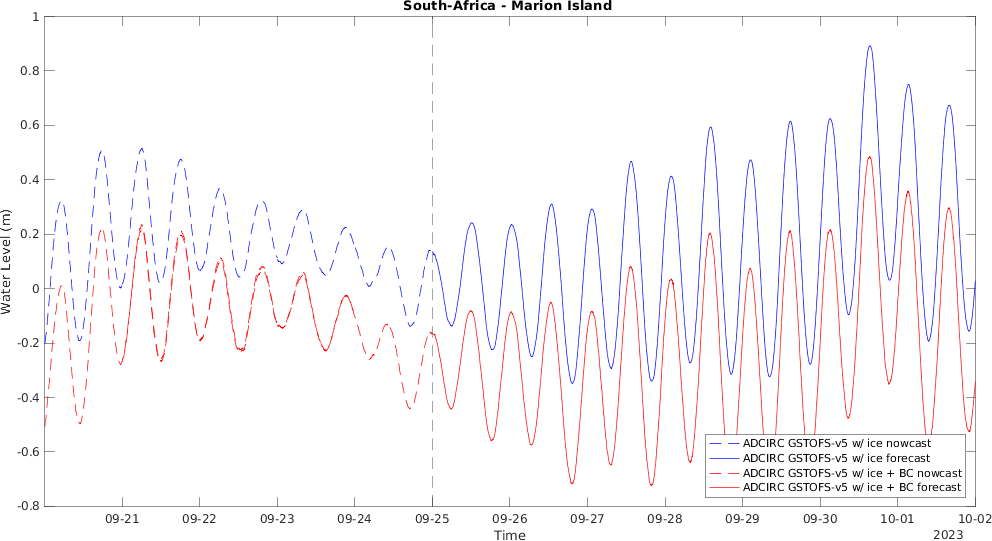 South-Africa - Marion Island
Water Level (m)
1
0.8
0.6
0.4
0.2
0
-0.2
-0.4
-0.6
-0.8
ADCIRC GSTOFS-v5 w/ ice nowcast
ADCIRC GSTOFS-v5 w/ ice forecast
ADCIRC GSTOFS-v5 w/ ice + BC nowcast
ADCIRC GSTOFS-v5 w/ ice + BC forecast
09-21 09-22 09-23 09-24 09-25 09-26 09-27 09-28 09-29 09-30 10-01 10-02
Time
2023